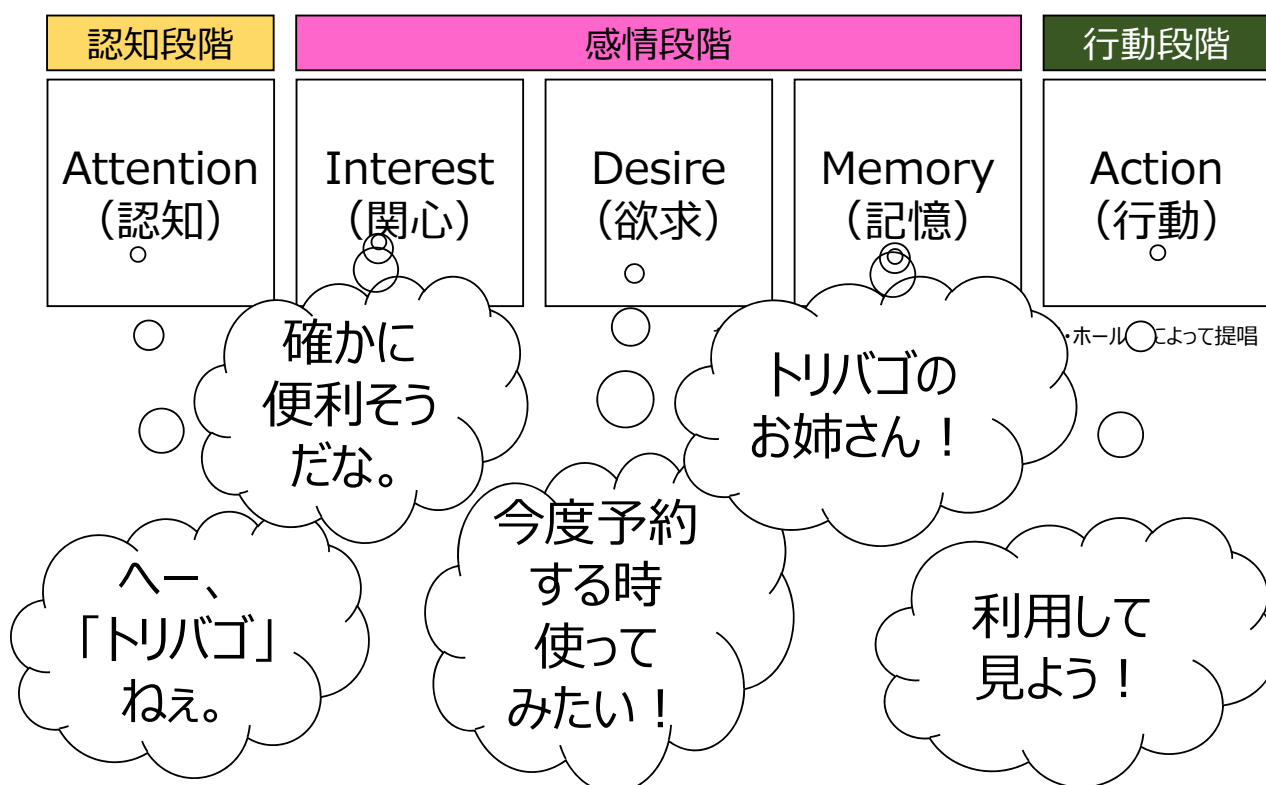 認知段階
感情段階
行動段階
Attention
（認知）
Interest
（関心）
Desire
（欲求）
Memory
（記憶）
Action
（行動）
・ホール
によって提唱
確かに
便利そう
だな。
トリバゴの
お姉さん！
へー、
「トリバゴ」
ねぇ。
今度予約
する時
使って
みたい！
利用して
見よう！